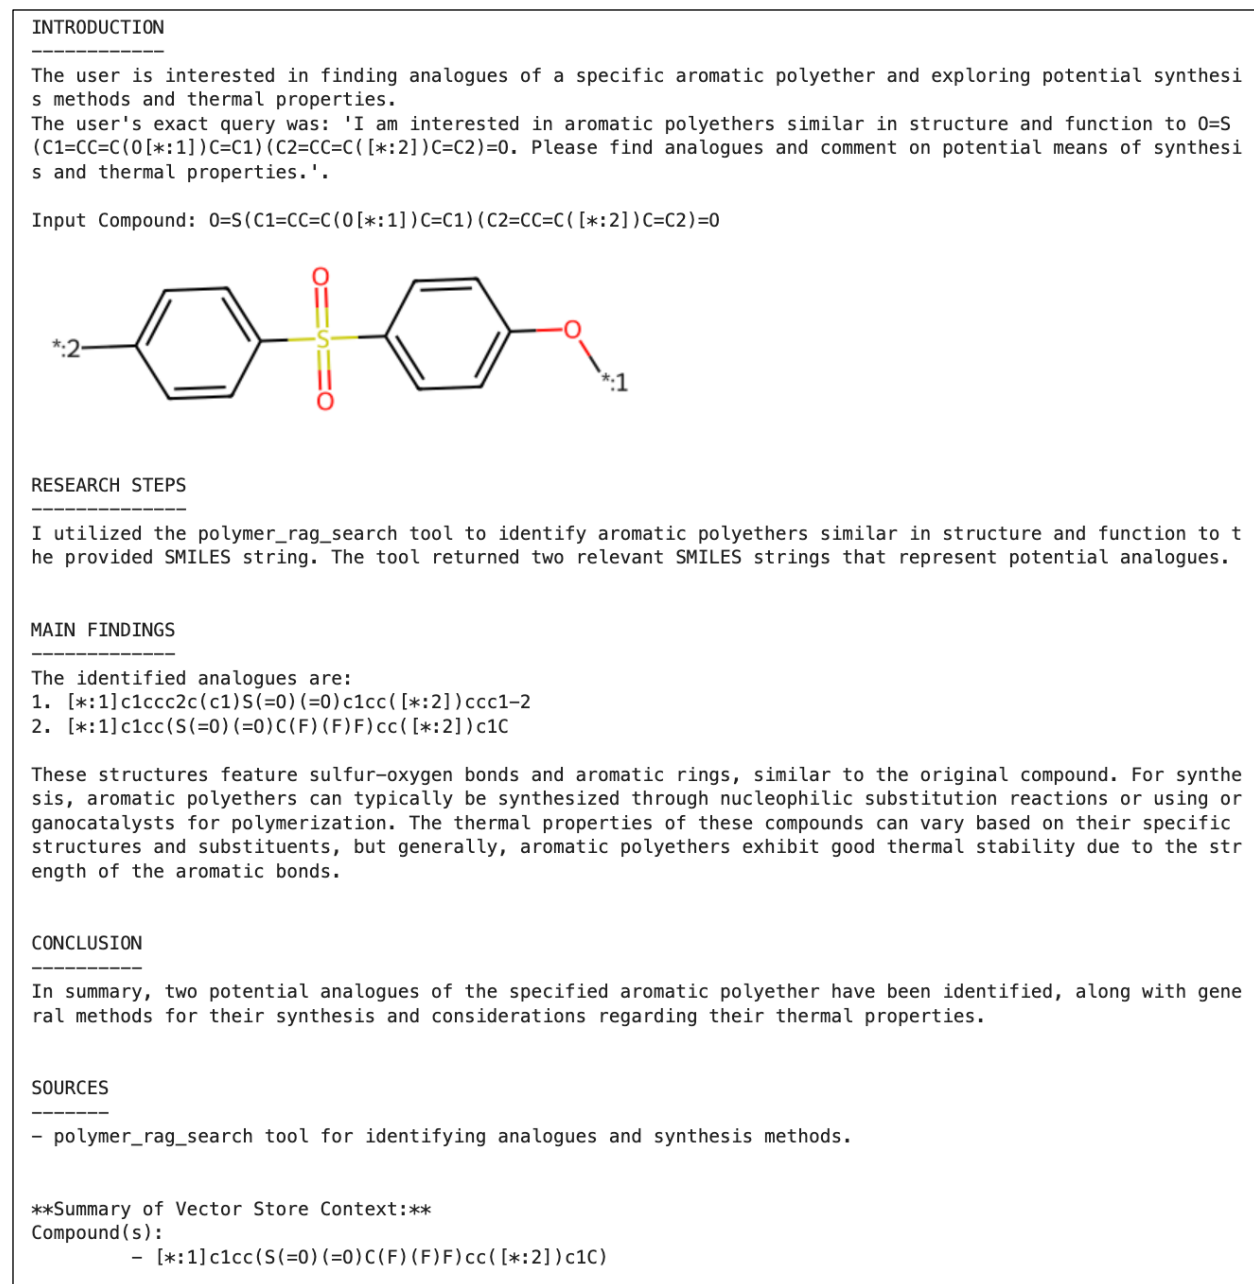 INTRODUCTION
------------
The user is interested in finding analogues of a specific aromatic polyether and exploring potential synthesi
s methods and thermal properties.
The user's exact query was: 'I am interested in aromatic polyethers similar in structure and function to O=S
(C1=CC=C(O[*:1])C=C1)(C2=CC=C([*:2])C=C2)=O. Please find analogues and comment on potential means of synthesi
s and thermal properties.'.
Input Compound: O=S(C1=CC=C(O[*:1])C=C1)(C2=CC=C([*:2])C=C2)=O
O
*:2
S
O
O
*:1
RESEARCH STEPS
--------------
I utilized the polymer_rag_search tool to identify aromatic polyethers similar in structure and function to t
he provided SMILES string. The tool returned two relevant SMILES strings that represent potential analogues.
MAIN FINDINGS
-------------
The identified analogues are:
1. [*:1]c1ccc2c(c1)S(=O)(=O)c1cc([*:2])ccc1-2
2. [*:1]c1cc(S(=O)(=O)C(F)(F)F)cc([*:2])c1C
These structures feature sulfur-oxygen bonds and aromatic rings, similar to the original compound. For synthe
sis, aromatic polyethers can typically be synthesized through nucleophilic substitution reactions or using or
ganocatalysts for polymerization. The thermal properties of these compounds can vary based on their specific
structures and substituents, but generally, aromatic polyethers exhibit good thermal stability due to the str
ength of the aromatic bonds.
CONCLUSION
----------
In summary, two potential analogues of the specified aromatic polyether have been identified, along with gene
ral methods for their synthesis and considerations regarding their thermal properties.
SOURCES
-------
- polymer_rag_search tool for identifying analogues and synthesis methods.
**Summary of Vector Store Context:**
Compound(s):
- [*:1]c1cc(S(=O)(=O)C(F)(F)F)cc([*:2])c1C)